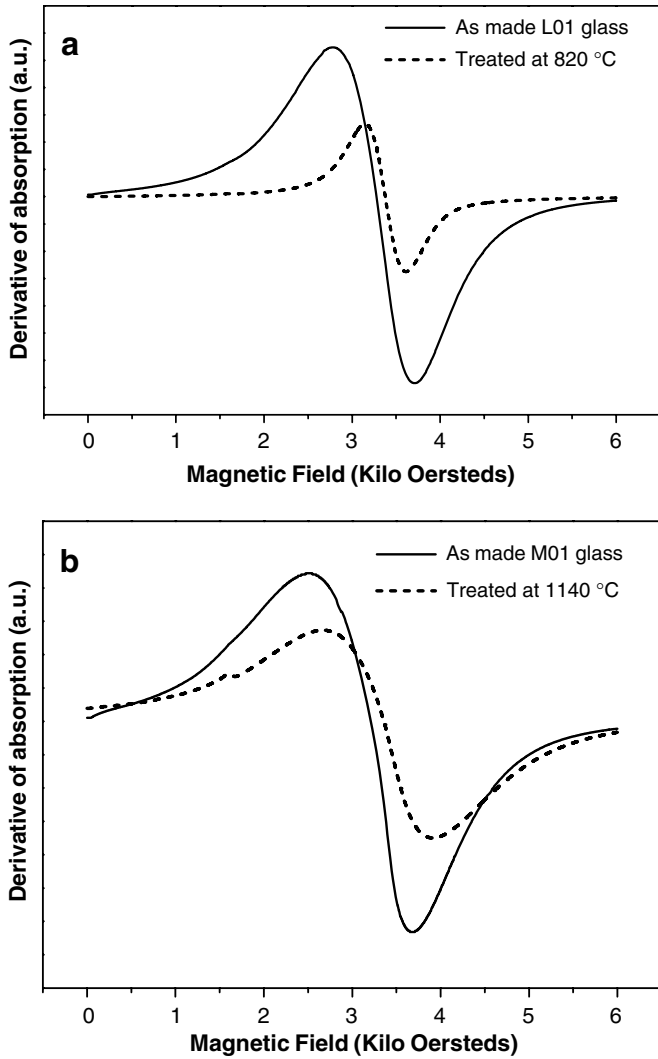 a
As made L01 glass
Treated at 820 °C
Derivative of absorption (a.u.)
0 1 2 3 4 5 6
Magnetic Field (Kilo Oersteds)
b
As made M01 glass
Treated at 1140 °C
Derivative of absorption (a.u.)
0 1 2 3 4 5 6
Magnetic Field (Kilo Oersteds)